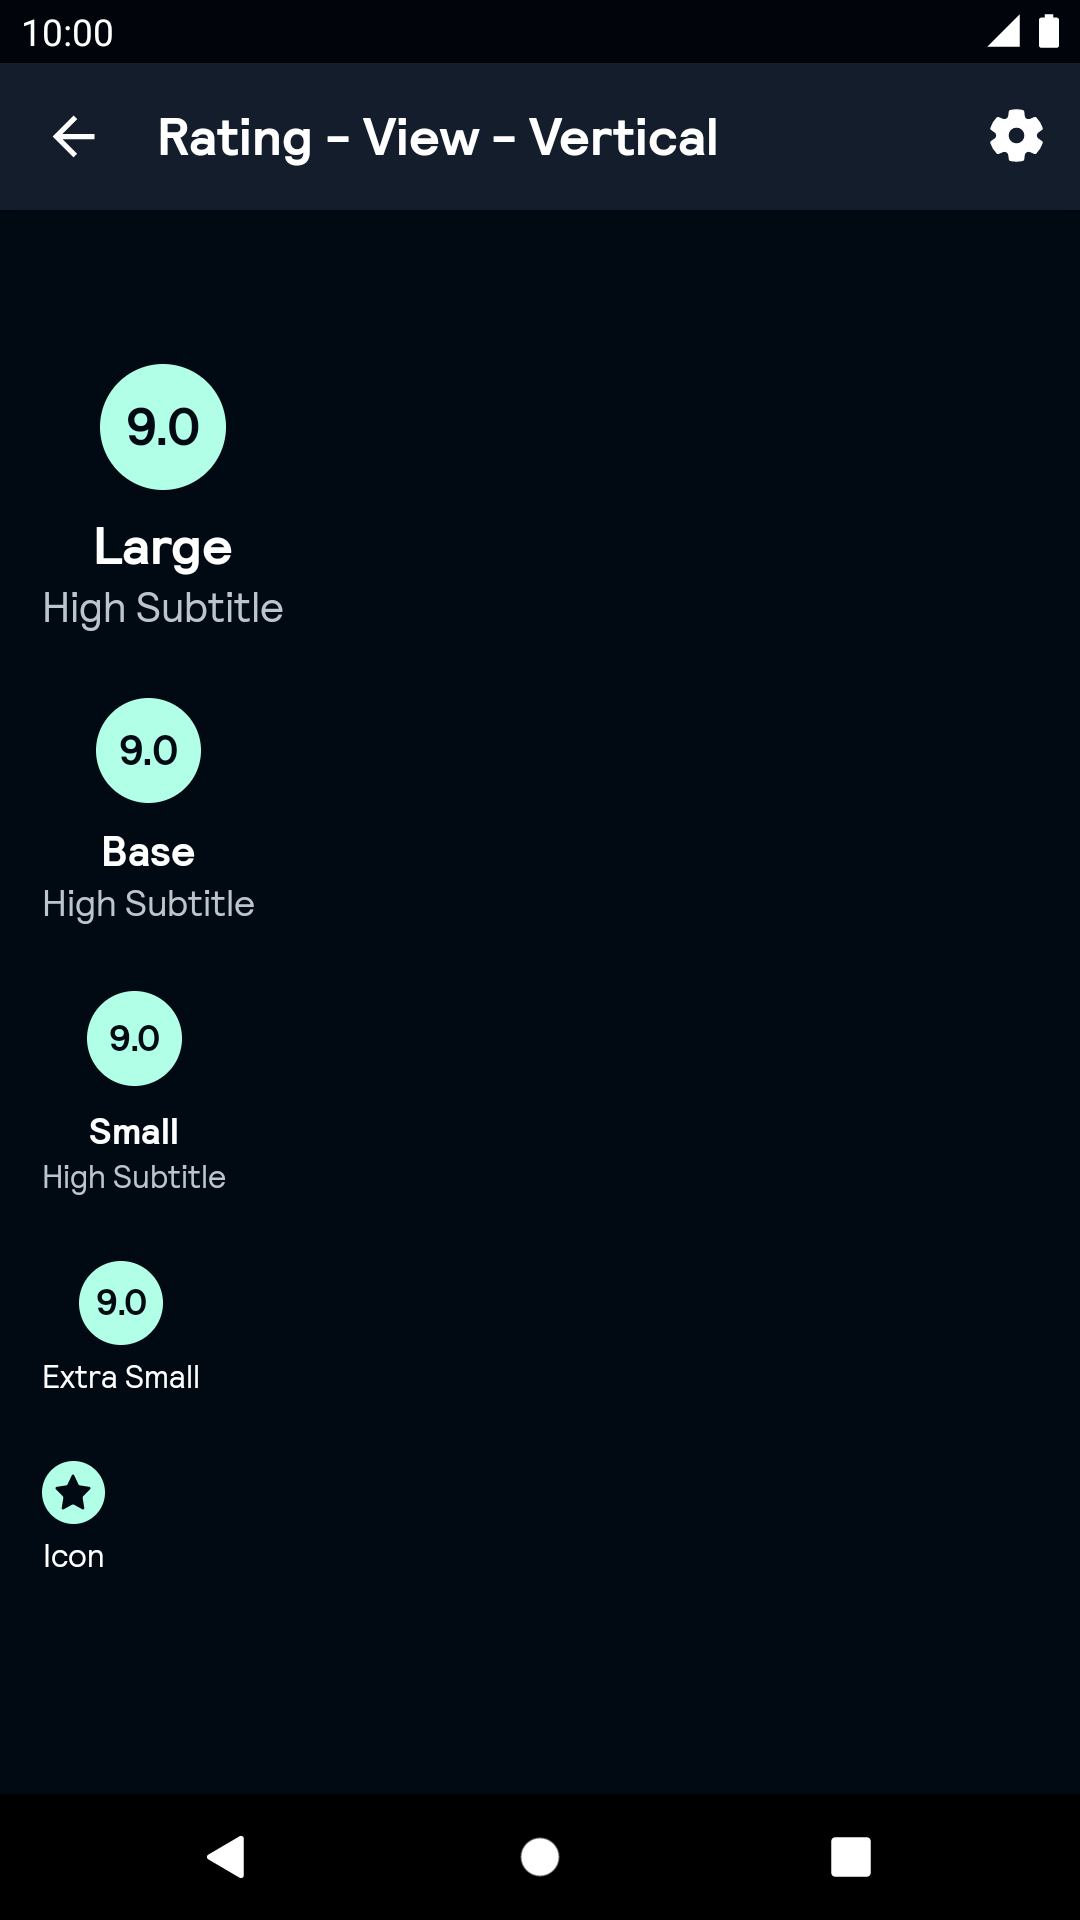 10:00
Rating - View - Vertical
9.0
Large
High Subtitle
9.0
Base
High Subtitle
9.0
Small
High Subtitle
9.0
Extra Small
Icon